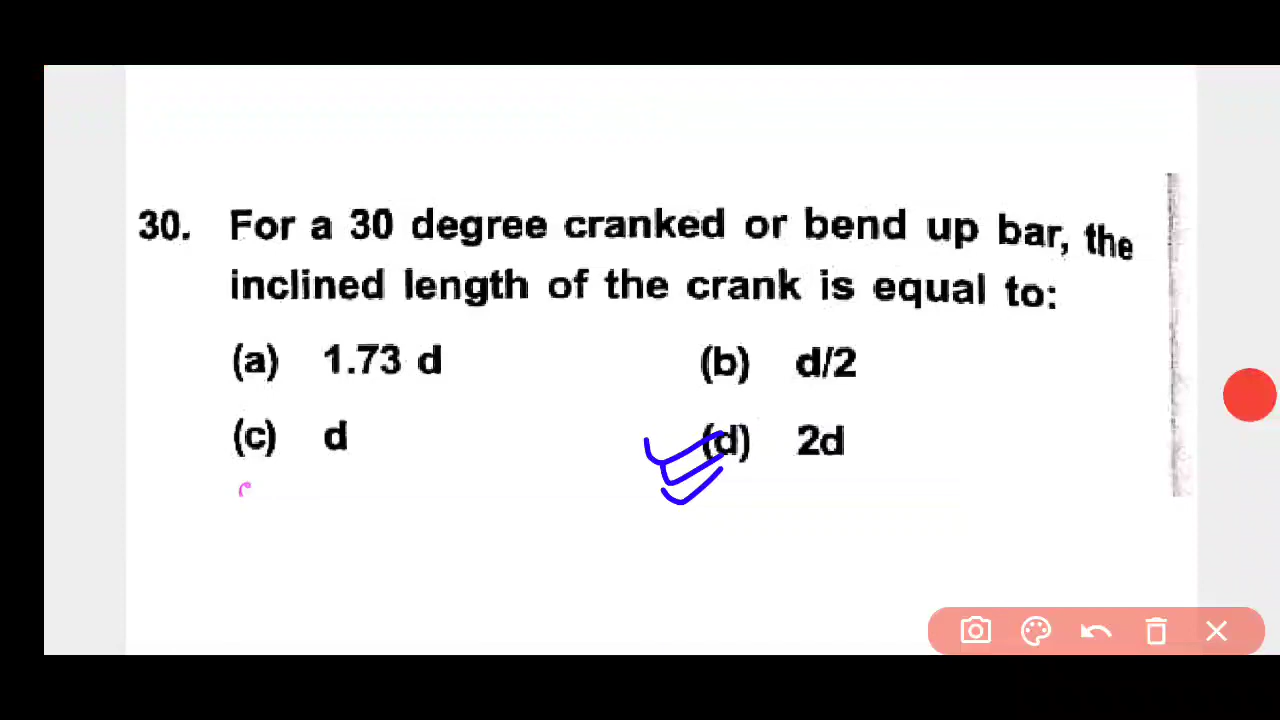 30. For a 30 degree cranked or bend up bar, the
inclined length of the crank is equal to:
(a) 1.73 d (b) d/2
(c) d (d) 2d